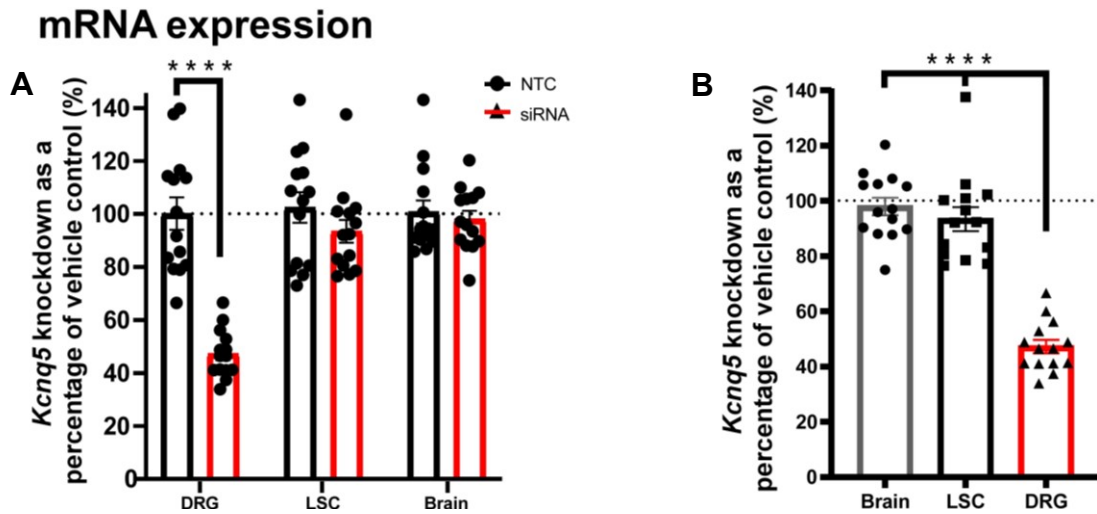 mRNA expression
A
****
NTC
siRNA
Kcnq5 knockdown as a
percentage of vehicle control (%)
140
120
100
80
60
40
20
0
DRG
LSC
Brain
B
****
Kcnq5 knockdown as a
percentage of vehicle control (%)
140
120
100
80
60
40
20
0
Brain
LSC
DRG